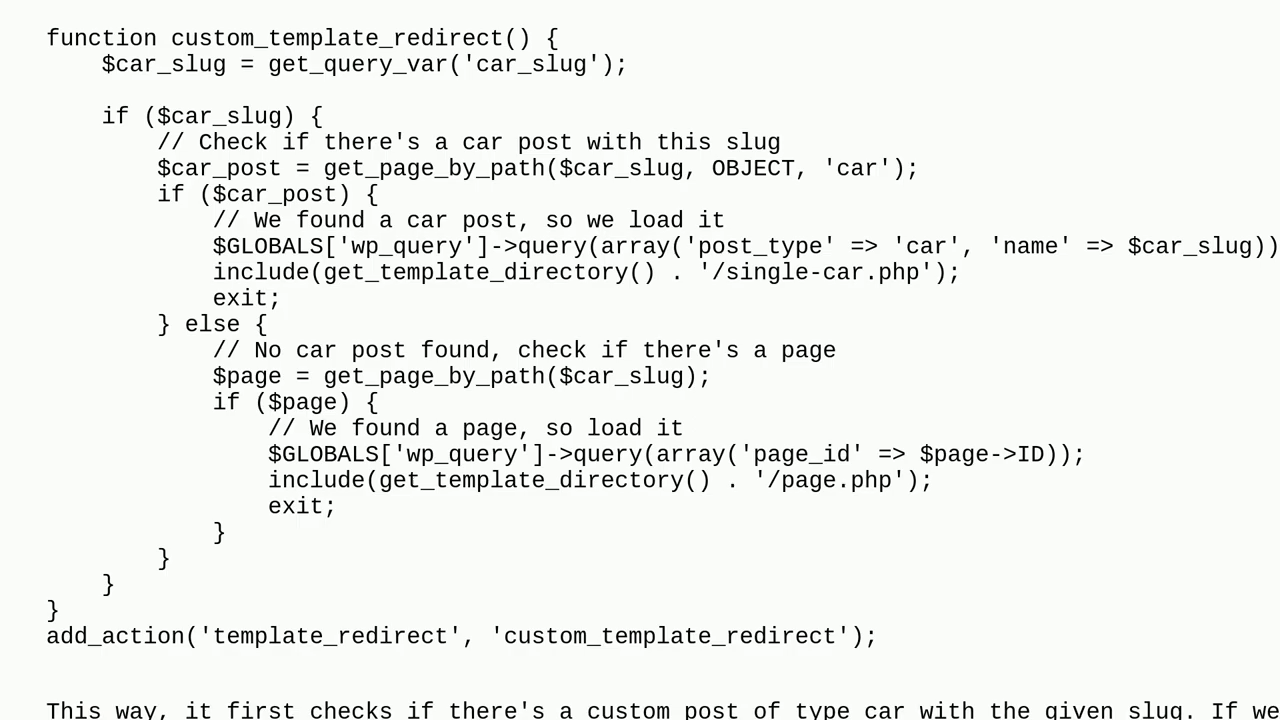 function custom_template_redirect() {
    $car_slug = get_query_var('car_slug');

    if ($car_slug) {
        // Check if there's a car post with this slug
        $car_post = get_page_by_path($car_slug, OBJECT, 'car');
        if ($car_post) {
            // We found a car post, so we load it
            $GLOBALS['wp_query']->query(array('post_type' => 'car', 'name' => $car_slug))
            include(get_template_directory() . '/single-car.php');
            exit;
        } else {
            // No car post found, check if there's a page
            $page = get_page_by_path($car_slug);
            if ($page) {
                // We found a page, so load it
                $GLOBALS['wp_query']->query(array('page_id' => $page->ID));
                include(get_template_directory() . '/page.php');
                exit;
            }
        }
    }
}
add_action('template_redirect', 'custom_template_redirect');

This way, it first checks if there's a custom post of type car with the given slug. If we